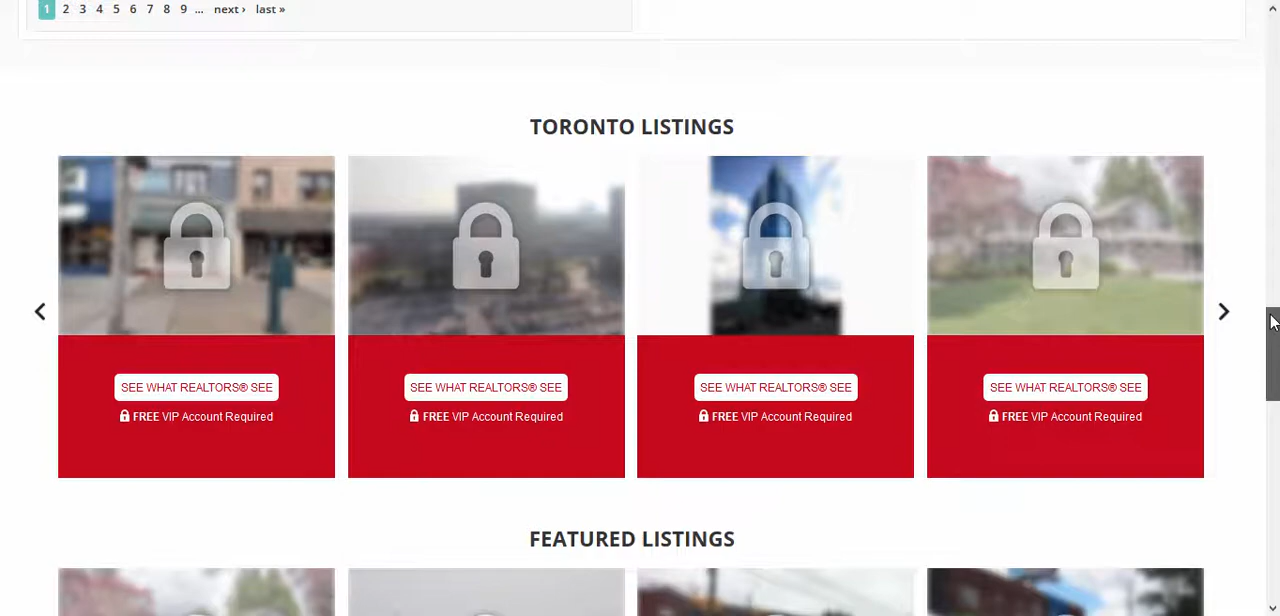 1 2 3 4 5 6 7 8 9 ... next › last »
TORONTO LISTINGS
SEE WHAT REALTORS® SEE SEE WHAT REALTORS® SEE SEE WHAT REALTORS® SEE SEE WHAT REALTORS® SEE
FREE VIP Account Required FREE VIP Account Required FREE VIP Account Required FREE VIP Account Required
FEATURED LISTINGS